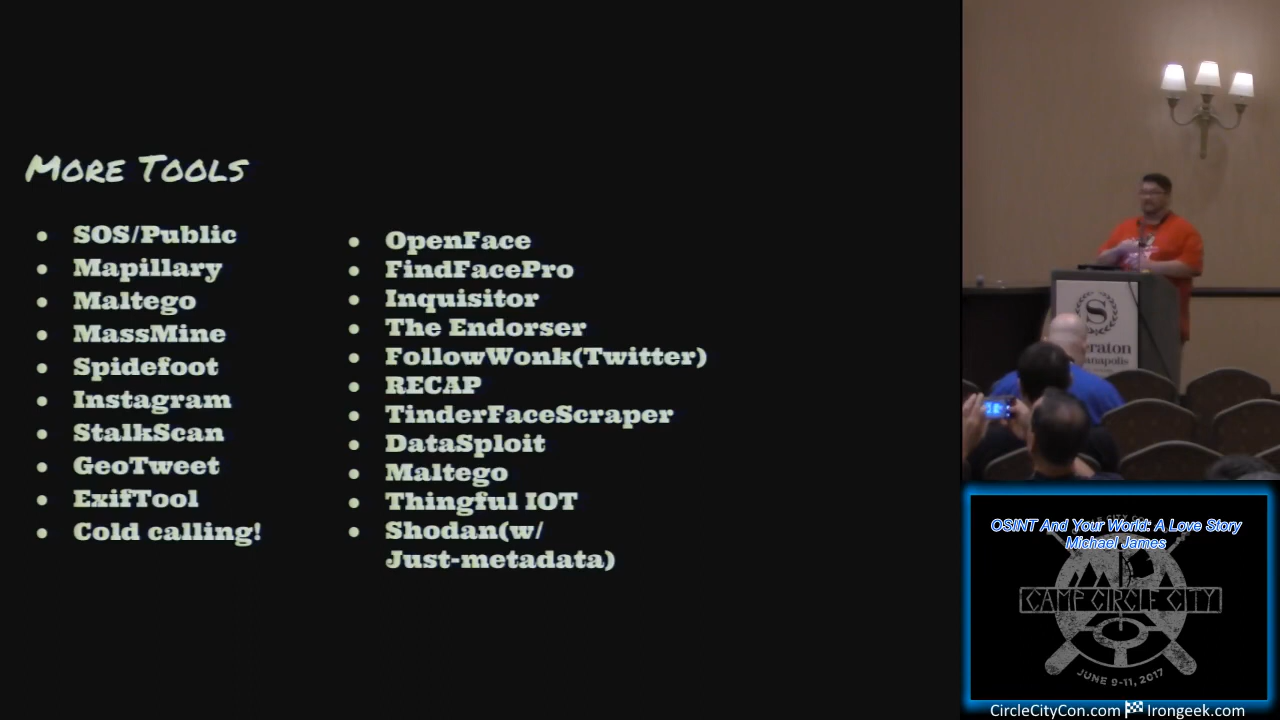 More Tools
SOS/Public
Mapillary
Maltego
MassMine
Spidefoot
Instagram
StalkScan
GeoTweet
ExifTool
Cold calling!
OpenFace
FindFacePro
Inquisitor
The Endorser
FollowWonk(Twitter)
RECAP
TinderFaceScraper
DataSploit
Maltego
Thingful IOT
Shodan(w/
Just-metadata)
S
OSINT And Your World: A Love Story
Michael James
CAMP CIRCLE CITY
JUNE 9-11, 2017
CircleCityCon.com Irongeek.com